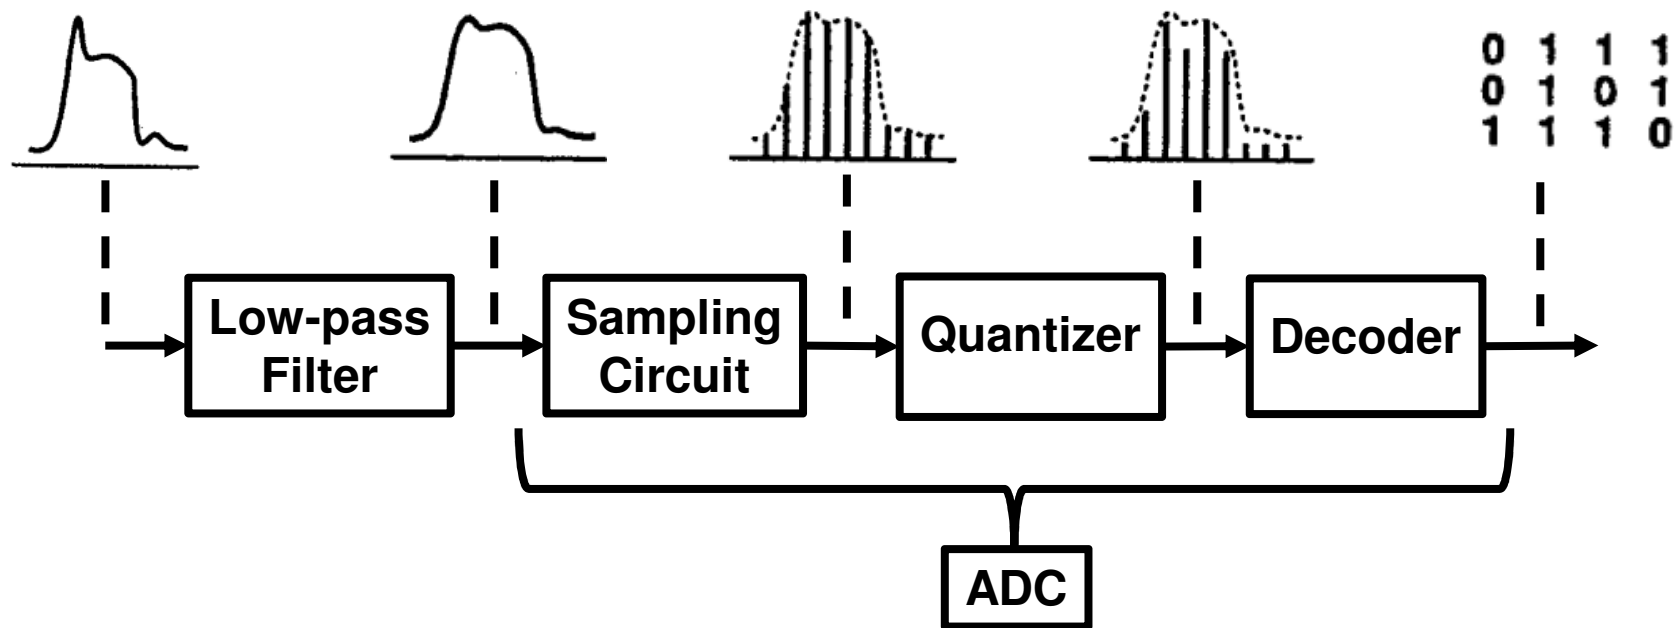 0 1 1 1
0 1 0 1
1 1 1 0
Low-pass
Filter
Sampling
Circuit
Quantizer
Decoder
ADC